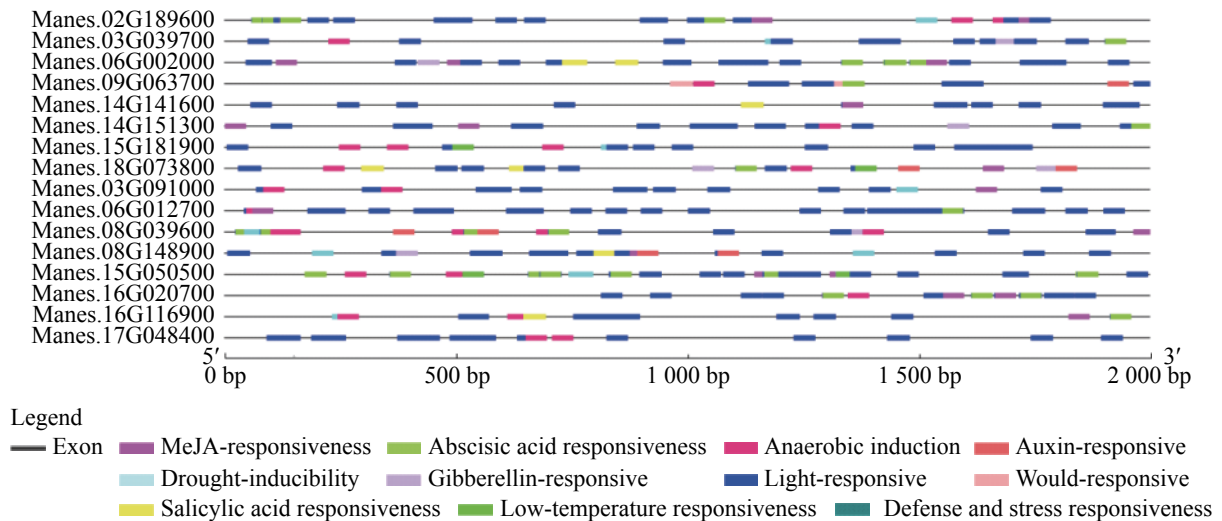 Manes.02G189600
Manes.03G039700
Manes.06G002000
Manes.09G063700
Manes.14G141600
Manes.14G151300
Manes.15G181900
Manes.18G073800
Manes.03G091000
Manes.06G012700
Manes.08G039600
Manes.08G148900
Manes.15G050500
Manes.16G020700
Manes.16G116900
Manes.17G048400
5′ 3′
0 bp 500 bp 1 000 bp 1 500 bp 2 000 bp
Legend
Exon MeJA-responsiveness Abscisic acid responsiveness Anaerobic induction Auxin-responsive
Drought-inducibility Gibberellin-responsive Light-responsive Would-responsive
Salicylic acid responsiveness Low-temperature responsiveness Defense and stress responsiveness